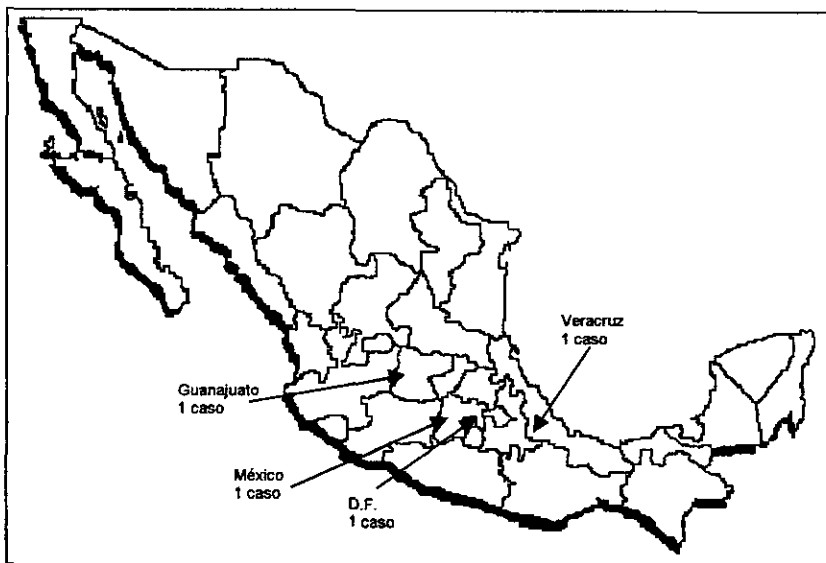 Veracruz
1 caso
Guanajuato
1 caso
México
1 caso
D.F.
1 caso